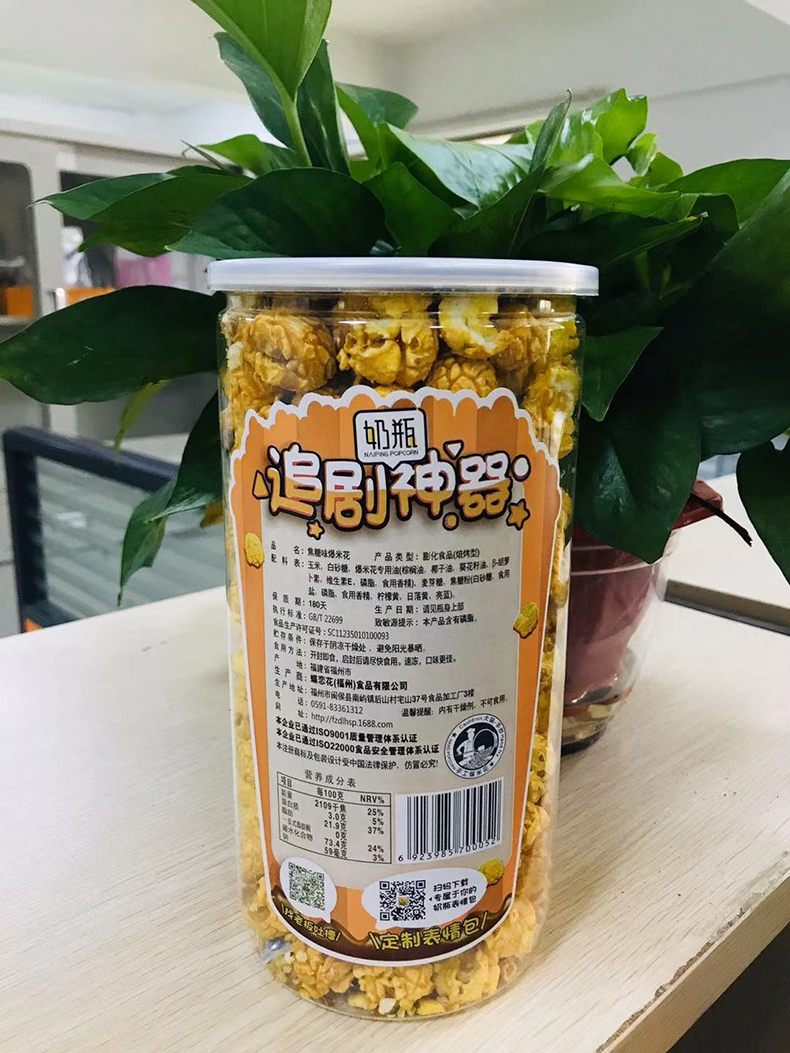 奶瓶
NAIPING POPCORN
追剧神器
品 名：焦糖味爆米花 产品类型：膨化食品(焙烤型)
配 料 表：玉米、白砂糖、爆米花专用油(棕榈油、椰子油、葵花籽油、β-胡萝
卜素、维生素E、磷脂、食用香精)、麦芽糖、焦糖粉(白砂糖、食用
盐、磷脂、食用香精、柠檬黄、日落黄、亮蓝)。
保 质 期：180天 生产日期：请见瓶身上部
执行标准：GB/T 22699 致敏源提示：本产品含有磷脂。
食品生产许可证号：SC11235010100093
贮存条件：保存于阴凉干燥处，避免阳光暴晒。
食用方法：开封即食，启封后请尽快食用。速冻，口味更佳。
产 地：福建省福州市
生 产 商：蝶恋花(福州)食品有限公司
生产地址：福州市闽侯县南屿镇后山村宅山37号食品加工厂3楼
电 话：0591-83361312 温馨提醒：内有干燥剂，不可食用。
网 址：http://fzdlhsp.1688.com
本企业已通过ISO9001质量管理体系认证
本企业已通过ISO22000食品安全管理体系认证
本注册商标及包装设计受中国法律保护，仿冒必究!
营养成分表
项目 每100克 NRV%
能量 2109千焦 25%
蛋白质 3.0克 5%
脂肪 21.9克 37%
一反式脂肪酸 0克
碳水化合物 73.4克 24%
钠 59毫克 3%
6 923985 700052
扫码下载
专属于你的
奶瓶表情包
找老板吐槽
定制表情包